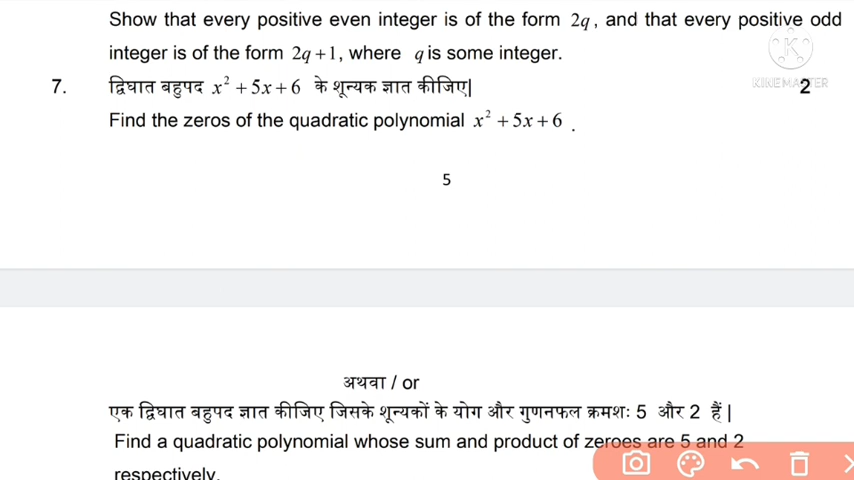 Show that every positive even integer is of the form 2q, and that every positive odd
integer is of the form 2q+1, where q is some integer.
7. द्विघात बहुपद x² + 5x + 6 के शून्यक ज्ञात कीजिए| 2
KINEMASTER
Find the zeros of the quadratic polynomial x² + 5x + 6 .
5
अथवा / or
एक द्विघात बहुपद ज्ञात कीजिए जिसके शून्यकों के योग और गुणनफल क्रमशः 5 और 2 हैं |
Find a quadratic polynomial whose sum and product of zeroes are 5 and 2
respectively.